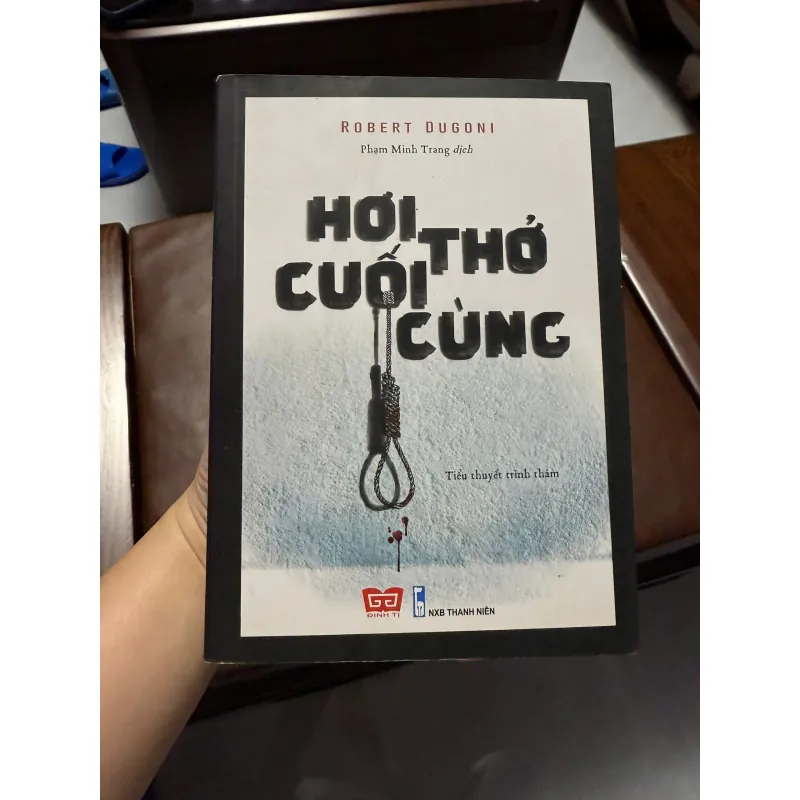 ROBERT DUGONI
Phạm Minh Trang dịch
HƠI THỞ
CUỐI CÙNG
Tiểu thuyết trinh thám
ĐINH TỊ
NXB THANH NIÊN